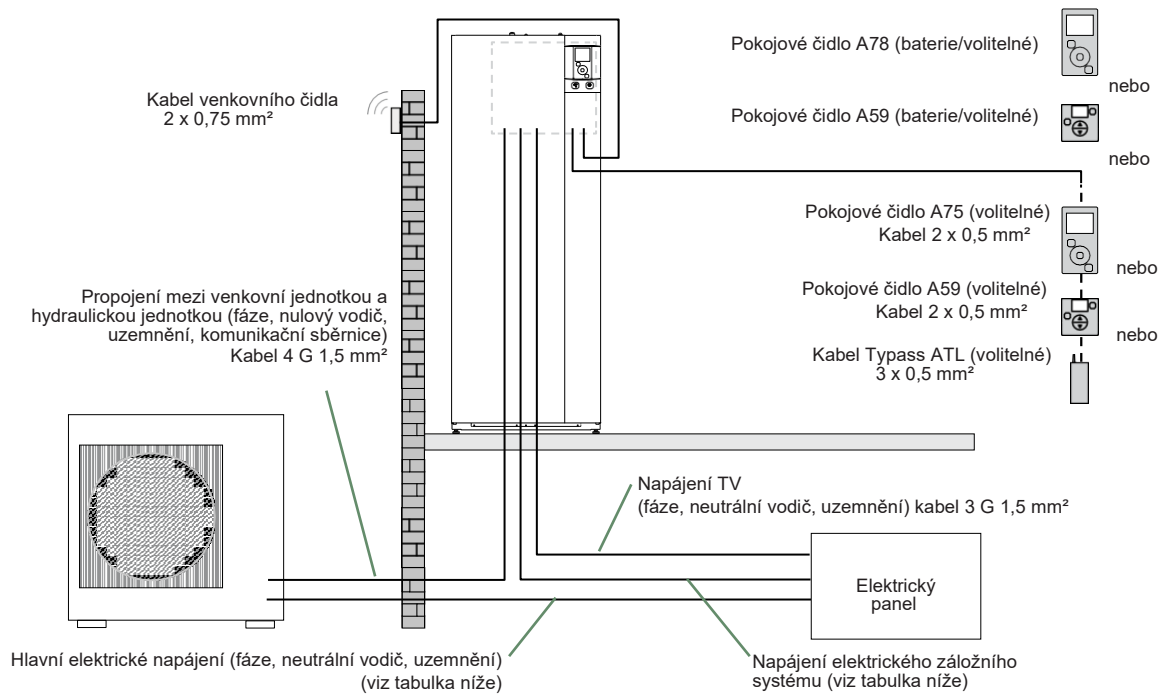 Pokojové čidlo A78 (baterie/volitelné)
nebo
Kabel venkovního čidla
2 x 0,75 mm²
Pokojové čidlo A59 (baterie/volitelné)
nebo
Pokojové čidlo A75 (volitelné)
Kabel 2 x 0,5 mm²
nebo
Propojení mezi venkovní jednotkou a
hydraulickou jednotkou (fáze, nulový vodič,
uzemnění, komunikační sběrnice)
Kabel 4 G 1,5 mm²
Pokojové čidlo A59 (volitelné)
Kabel 2 x 0,5 mm²
nebo
Kabel Typass ATL (volitelné)
3 x 0,5 mm²
Napájení TV
(fáze, neutrální vodič, uzemnění) kabel 3 G 1,5 mm²
Elektrický
panel
Hlavní elektrické napájení (fáze, neutrální vodič, uzemnění)
(viz tabulka níže)
Napájení elektrického záložního
systému (viz tabulka níže)